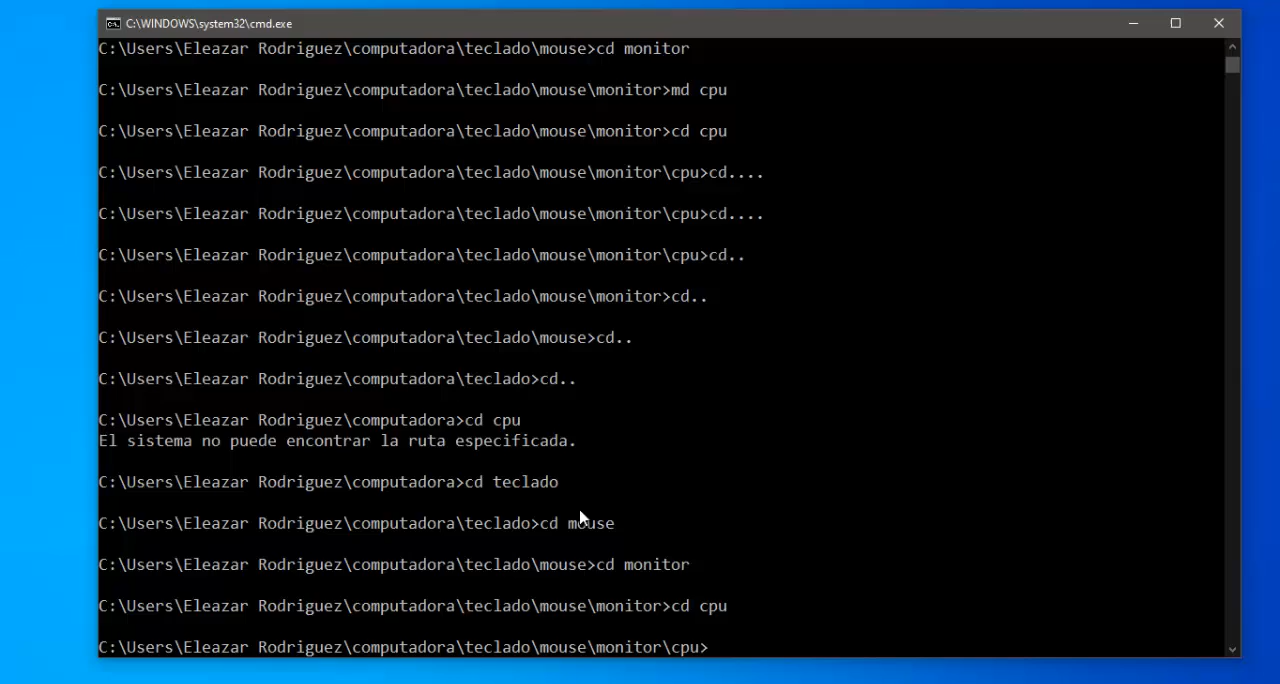 C:\WINDOWS\system32\cmd.exe
C:\Users\Eleazar Rodriguez\computadora\teclado\mouse>cd monitor
C:\Users\Eleazar Rodriguez\computadora\teclado\mouse\monitor>md cpu
C:\Users\Eleazar Rodriguez\computadora\teclado\mouse\monitor>cd cpu
C:\Users\Eleazar Rodriguez\computadora\teclado\mouse\monitor\cpu>cd....
C:\Users\Eleazar Rodriguez\computadora\teclado\mouse\monitor\cpu>cd....
C:\Users\Eleazar Rodriguez\computadora\teclado\mouse\monitor\cpu>cd..
C:\Users\Eleazar Rodriguez\computadora\teclado\mouse\monitor>cd..
C:\Users\Eleazar Rodriguez\computadora\teclado\mouse>cd..
C:\Users\Eleazar Rodriguez\computadora\teclado>cd..
C:\Users\Eleazar Rodriguez\computadora>cd cpu
El sistema no puede encontrar la ruta especificada.
C:\Users\Eleazar Rodriguez\computadora>cd teclado
C:\Users\Eleazar Rodriguez\computadora\teclado>cd mouse
C:\Users\Eleazar Rodriguez\computadora\teclado\mouse>cd monitor
C:\Users\Eleazar Rodriguez\computadora\teclado\mouse\monitor>cd cpu
C:\Users\Eleazar Rodriguez\computadora\teclado\mouse\monitor\cpu>